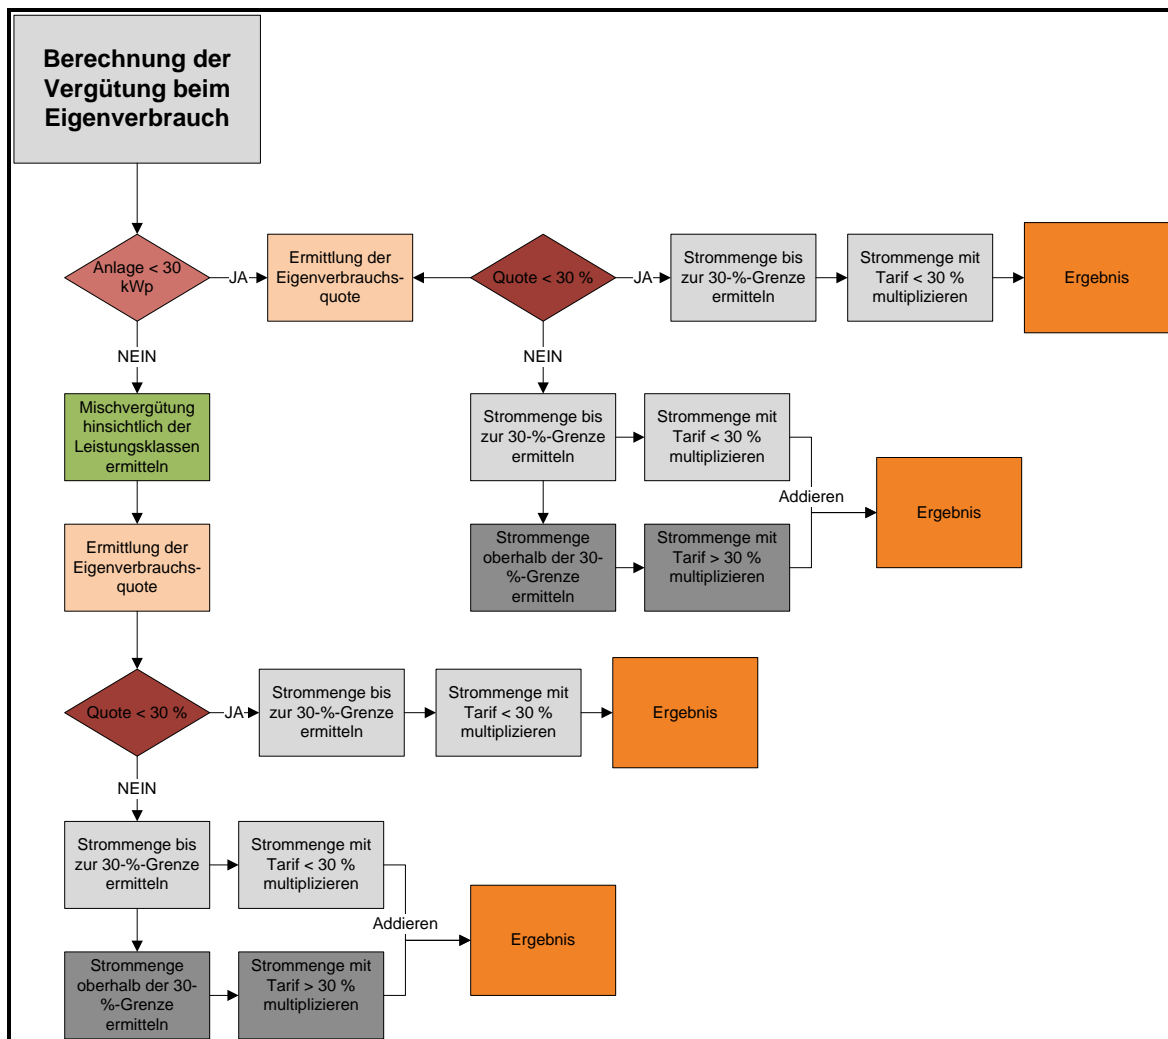 Berechnung der
Vergütung beim
Eigenverbrauch
Anlage < 30
kWp
JA
Ermittlung der
Eigenverbrauchs-
quote
Quote < 30 %
JA
Strommenge bis
zur 30-%-Grenze
ermitteln
Strommenge mit
Tarif < 30 %
multiplizieren
Ergebnis
NEIN
NEIN
Mischvergütung
hinsichtlich der
Leistungsklassen
ermitteln
Strommenge bis
zur 30-%-Grenze
ermitteln
Strommenge mit
Tarif < 30 %
multiplizieren
Addieren
Ergebnis
Ermittlung der
Eigenverbrauchs-
quote
Strommenge
oberhalb der 30-
%-Grenze
ermitteln
Strommenge mit
Tarif > 30 %
multiplizieren
Quote < 30 %
JA
Strommenge bis
zur 30-%-Grenze
ermitteln
Strommenge mit
Tarif < 30 %
multiplizieren
Ergebnis
NEIN
Strommenge bis
zur 30-%-Grenze
ermitteln
Strommenge mit
Tarif < 30 %
multiplizieren
Addieren
Ergebnis
Strommenge
oberhalb der 30-
%-Grenze
ermitteln
Strommenge mit
Tarif > 30 %
multiplizieren